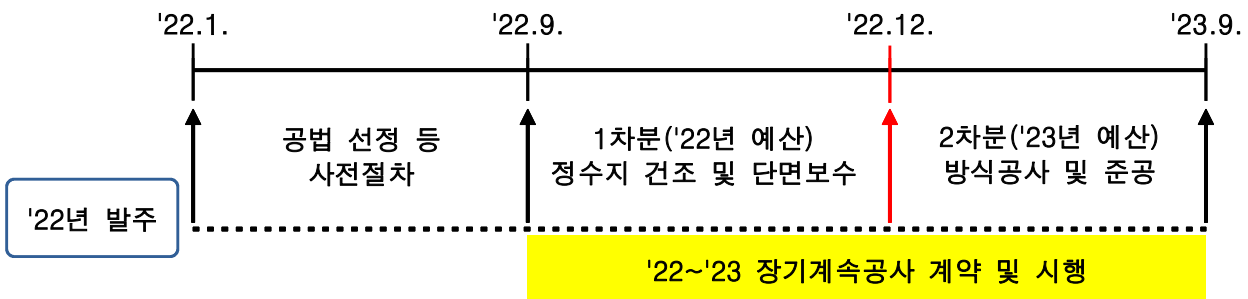 '22.1.
'22.9.
'22.12.
'23.9.
공법 선정 등
사전절차
1차분('22년 예산)
정수지 건조 및 단면보수
2차분('23년 예산)
방식공사 및 준공
'22년 발주
'22~'23 장기계속공사 계약 및 시행